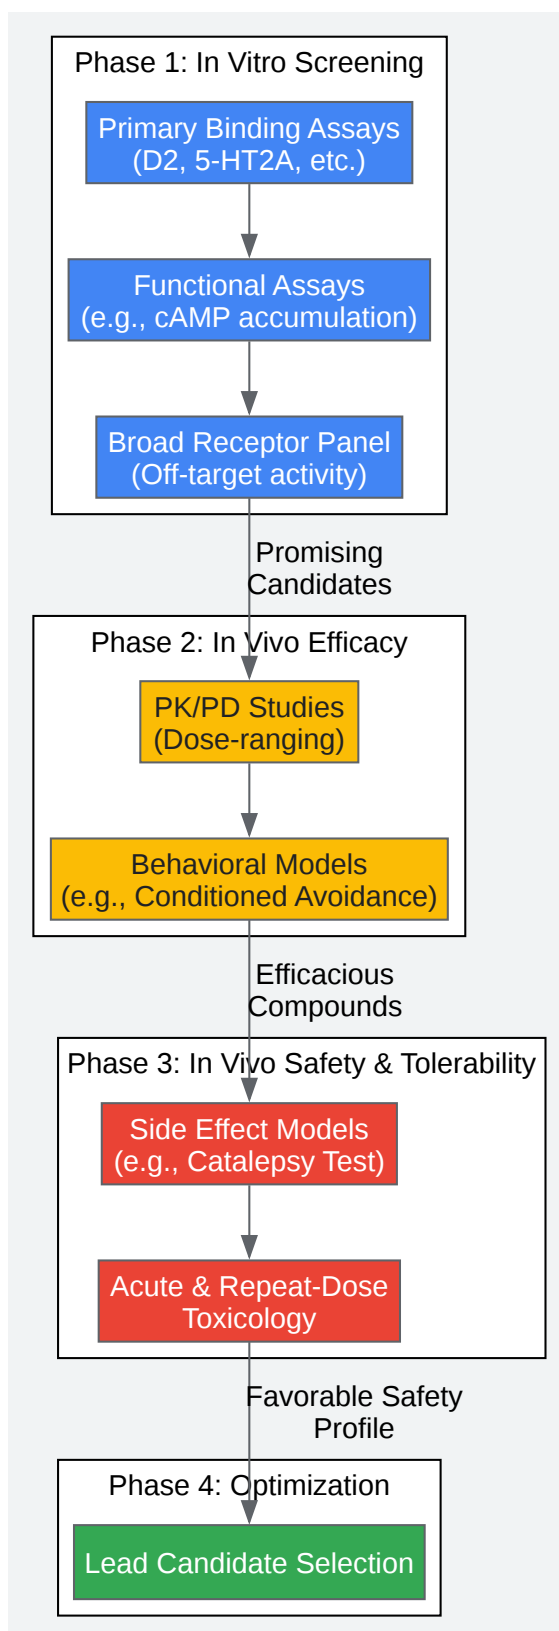 Phase 1: In Vitro Screening
Primary Binding Assays
(D2, 5-HT2A, etc.)
Functional Assays
(e.g., cAMP accumulation)
Broad Receptor Panel
(Off-target activity)
Promising
Candidates
Phase 2: In Vivo Efficacy
PK/PD Studies
(Dose-ranging)
Behavioral Models
(e.g., Conditioned Avoidance)
Efficacious
Compounds
Phase 3: In Vivo Safety & Tolerability
Side Effect Models
(e.g., Catalepsy Test)
Acute & Repeat-Dose
Toxicology
Favorable Safety
Profile
Phase 4: Optimization
Lead Candidate Selection